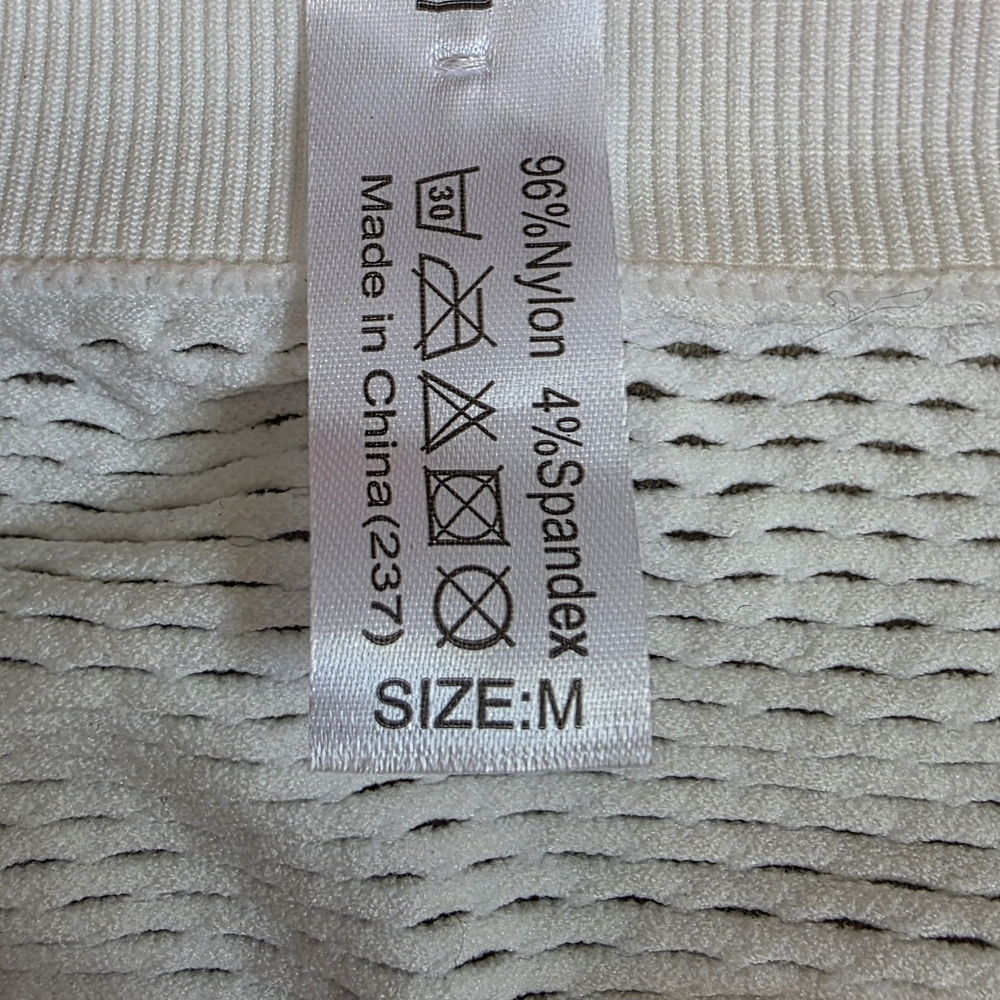 96%Nylon 4%Spandex
30
Made in China(237)
SIZE:M